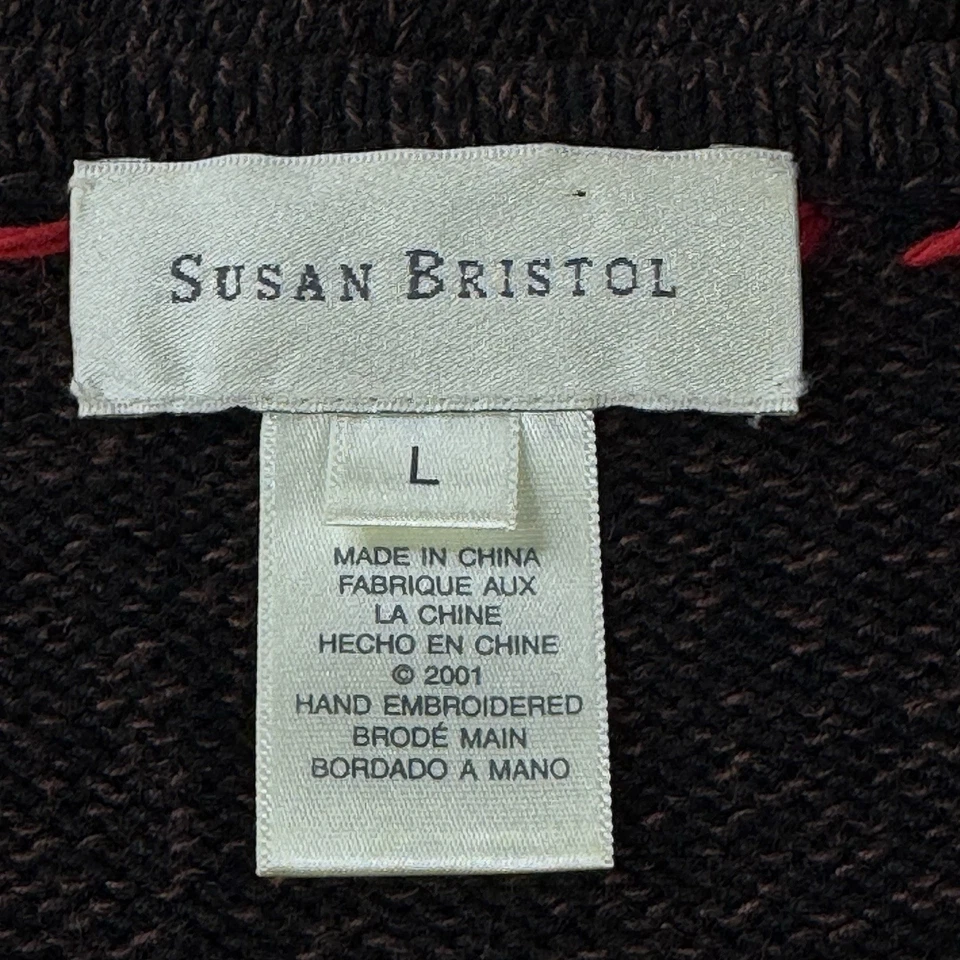 SUSAN BRISTOL
L
MADE IN CHINA
FABRIQUE AUX
LA CHINE
HECHO EN CHINE
© 2001
HAND EMBROIDERED
BRODÉ MAIN
BORDADO A MANO